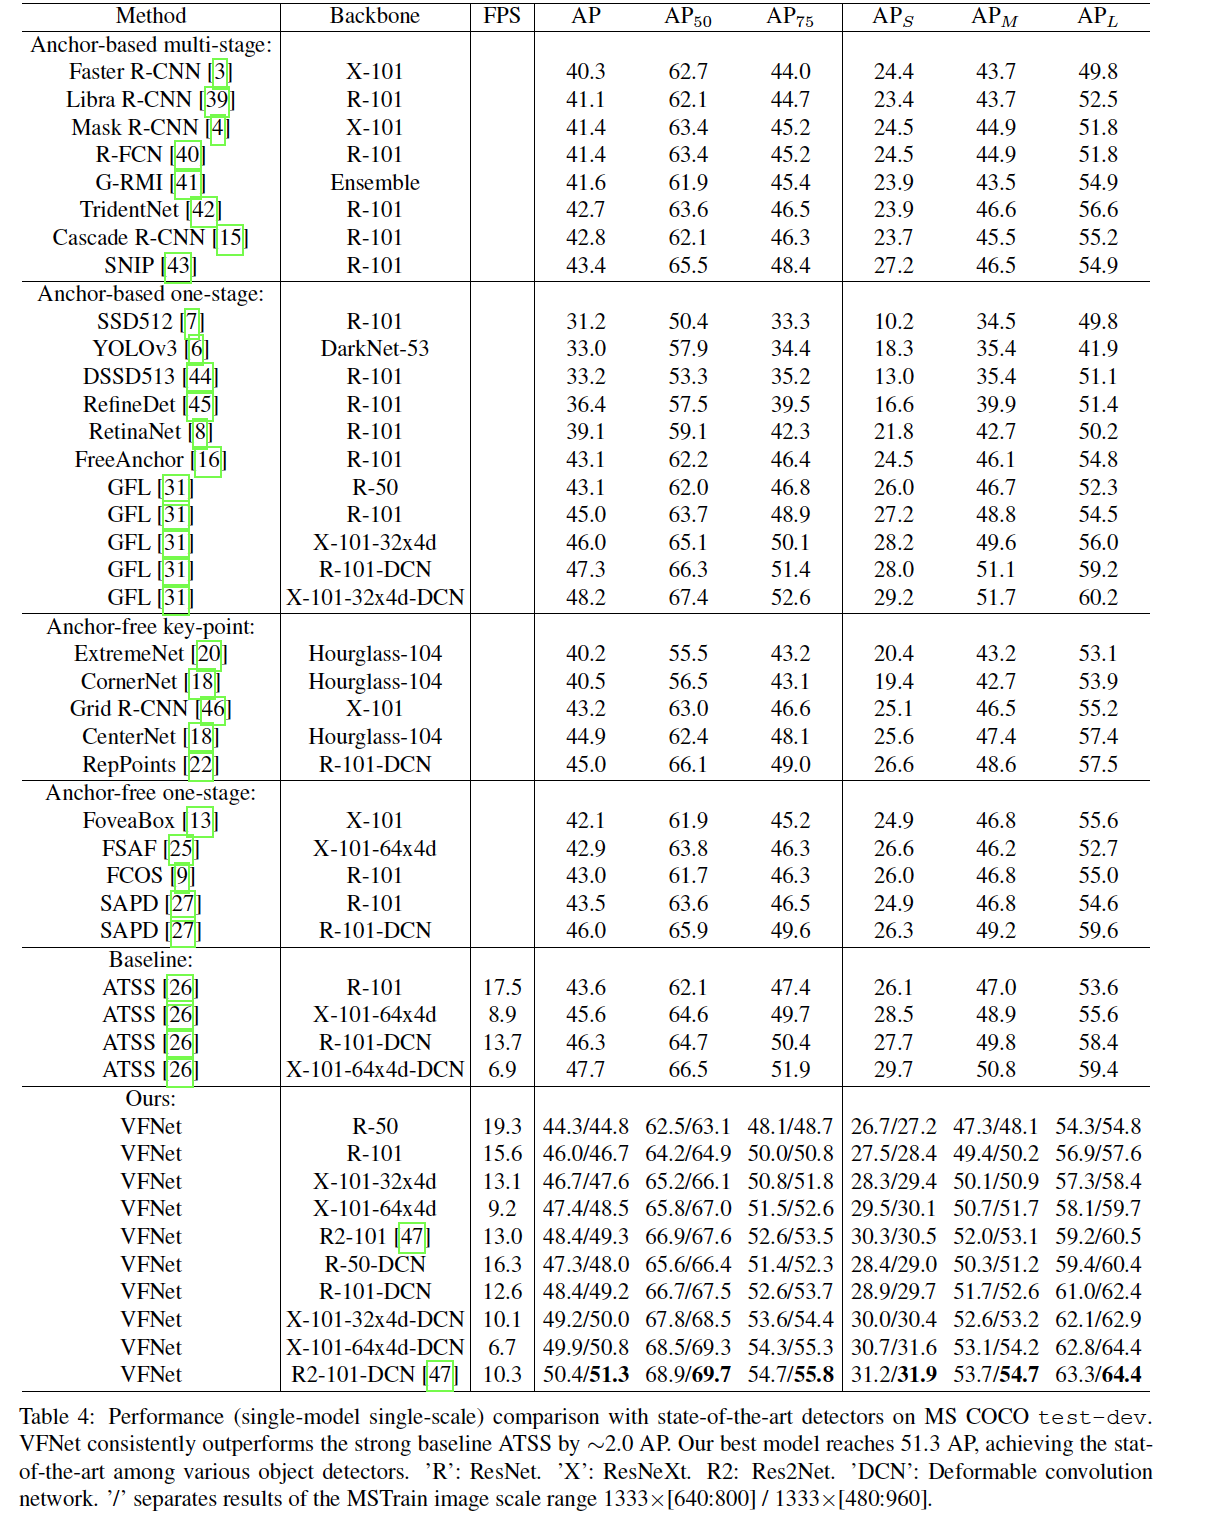 Method Backbone FPS AP AP50 AP75 APS APM APL
Anchor-based multi-stage:
Faster R-CNN [3] X-101 40.3 62.7 44.0 24.4 43.7 49.8
Libra R-CNN [39] R-101 41.1 62.1 44.7 23.4 43.7 52.5
Mask R-CNN [4] X-101 41.4 63.4 45.2 24.5 44.9 51.8
R-FCN [40] R-101 41.4 63.4 45.2 24.5 44.9 51.8
G-RMI [41] Ensemble 41.6 61.9 45.4 23.9 43.5 54.9
TridentNet [42] R-101 42.7 63.6 46.5 23.9 46.6 56.6
Cascade R-CNN [15] R-101 42.8 62.1 46.3 23.7 45.5 55.2
SNIP [43] R-101 43.4 65.5 48.4 27.2 46.5 54.9
Anchor-based one-stage:
SSD512 [7] R-101 31.2 50.4 33.3 10.2 34.5 49.8
YOLOv3 [6] DarkNet-53 33.0 57.9 34.4 18.3 35.4 41.9
DSSD513 [44] R-101 33.2 53.3 35.2 13.0 35.4 51.1
RefineDet [45] R-101 36.4 57.5 39.5 16.6 39.9 51.4
RetinaNet [8] R-101 39.1 59.1 42.3 21.8 42.7 50.2
FreeAnchor [16] R-101 43.1 62.2 46.4 24.5 46.1 54.8
GFL [31] R-50 43.1 62.0 46.8 26.0 46.7 52.3
GFL [31] R-101 45.0 63.7 48.9 27.2 48.8 54.5
GFL [31] X-101-32x4d 46.0 65.1 50.1 28.2 49.6 56.0
GFL [31] R-101-DCN 47.3 66.3 51.4 28.0 51.1 59.2
GFL [31] X-101-32x4d-DCN 48.2 67.4 52.6 29.2 51.7 60.2
Anchor-free key-point:
ExtremeNet [20] Hourglass-104 40.2 55.5 43.2 20.4 43.2 53.1
CornerNet [18] Hourglass-104 40.5 56.5 43.1 19.4 42.7 53.9
Grid R-CNN [46] X-101 43.2 63.0 46.6 25.1 46.5 55.2
CenterNet [18] Hourglass-104 44.9 62.4 48.1 25.6 47.4 57.4
RepPoints [22] R-101-DCN 45.0 66.1 49.0 26.6 48.6 57.5
Anchor-free one-stage:
FoveaBox [13] X-101 42.1 61.9 45.2 24.9 46.8 55.6
FSAF [25] X-101-64x4d 42.9 63.8 46.3 26.6 46.2 52.7
FCOS [9] R-101 43.0 61.7 46.3 26.0 46.8 55.0
SAPD [27] R-101 43.5 63.6 46.5 24.9 46.8 54.6
SAPD [27] R-101-DCN 46.0 65.9 49.6 26.3 49.2 59.6
Baseline:
ATSS [26] R-101 17.5 43.6 62.1 47.4 26.1 47.0 53.6
ATSS [26] X-101-64x4d 8.9 45.6 64.6 49.7 28.5 48.9 55.6
ATSS [26] R-101-DCN 13.7 46.3 64.7 50.4 27.7 49.8 58.4
ATSS [26] X-101-64x4d-DCN 6.9 47.7 66.5 51.9 29.7 50.8 59.4
Ours:
VFNet R-50 19.3 44.3/44.8 62.5/63.1 48.1/48.7 26.7/27.2 47.3/48.1 54.3/54.8
VFNet R-101 15.6 46.0/46.7 64.2/64.9 50.0/50.8 27.5/28.4 49.4/50.2 56.9/57.6
VFNet X-101-32x4d 13.1 46.7/47.6 65.2/66.1 50.8/51.8 28.3/29.4 50.1/50.9 57.3/58.4
VFNet X-101-64x4d 9.2 47.4/48.5 65.8/67.0 51.5/52.6 29.5/30.1 50.7/51.7 58.1/59.7
VFNet R2-101 [47] 13.0 48.4/49.3 66.9/67.6 52.6/53.5 30.3/30.5 52.0/53.1 59.2/60.5
VFNet R-50-DCN 16.3 47.3/48.0 65.6/66.4 51.4/52.3 28.4/29.0 50.3/51.2 59.4/60.4
VFNet R-101-DCN 12.6 48.4/49.2 66.7/67.5 52.6/53.7 28.9/29.7 51.7/52.6 61.0/62.4
VFNet X-101-32x4d-DCN 10.1 49.2/50.0 67.8/68.5 53.6/54.4 30.0/30.4 52.6/53.2 62.1/62.9
VFNet X-101-64x4d-DCN 6.7 49.9/50.8 68.5/69.3 54.3/55.3 30.7/31.6 53.1/54.2 62.8/64.4
VFNet R2-101-DCN [47] 10.3 50.4/51.3 68.9/69.7 54.7/55.8 31.2/31.9 53.7/54.7 63.3/64.4
Table 4: Performance (single-model single-scale) comparison with state-of-the-art detectors on MS COCO test-dev.
VFNet consistently outperforms the strong baseline ATSS by ∼2.0 AP. Our best model reaches 51.3 AP, achieving the stat-
of-the-art among various object detectors. ’R’: ResNet. ’X’: ResNeXt. R2: Res2Net. ’DCN’: Deformable convolution
network. ’/’ separates results of the MSTrain image scale range 1333×[640:800] / 1333×[480:960].